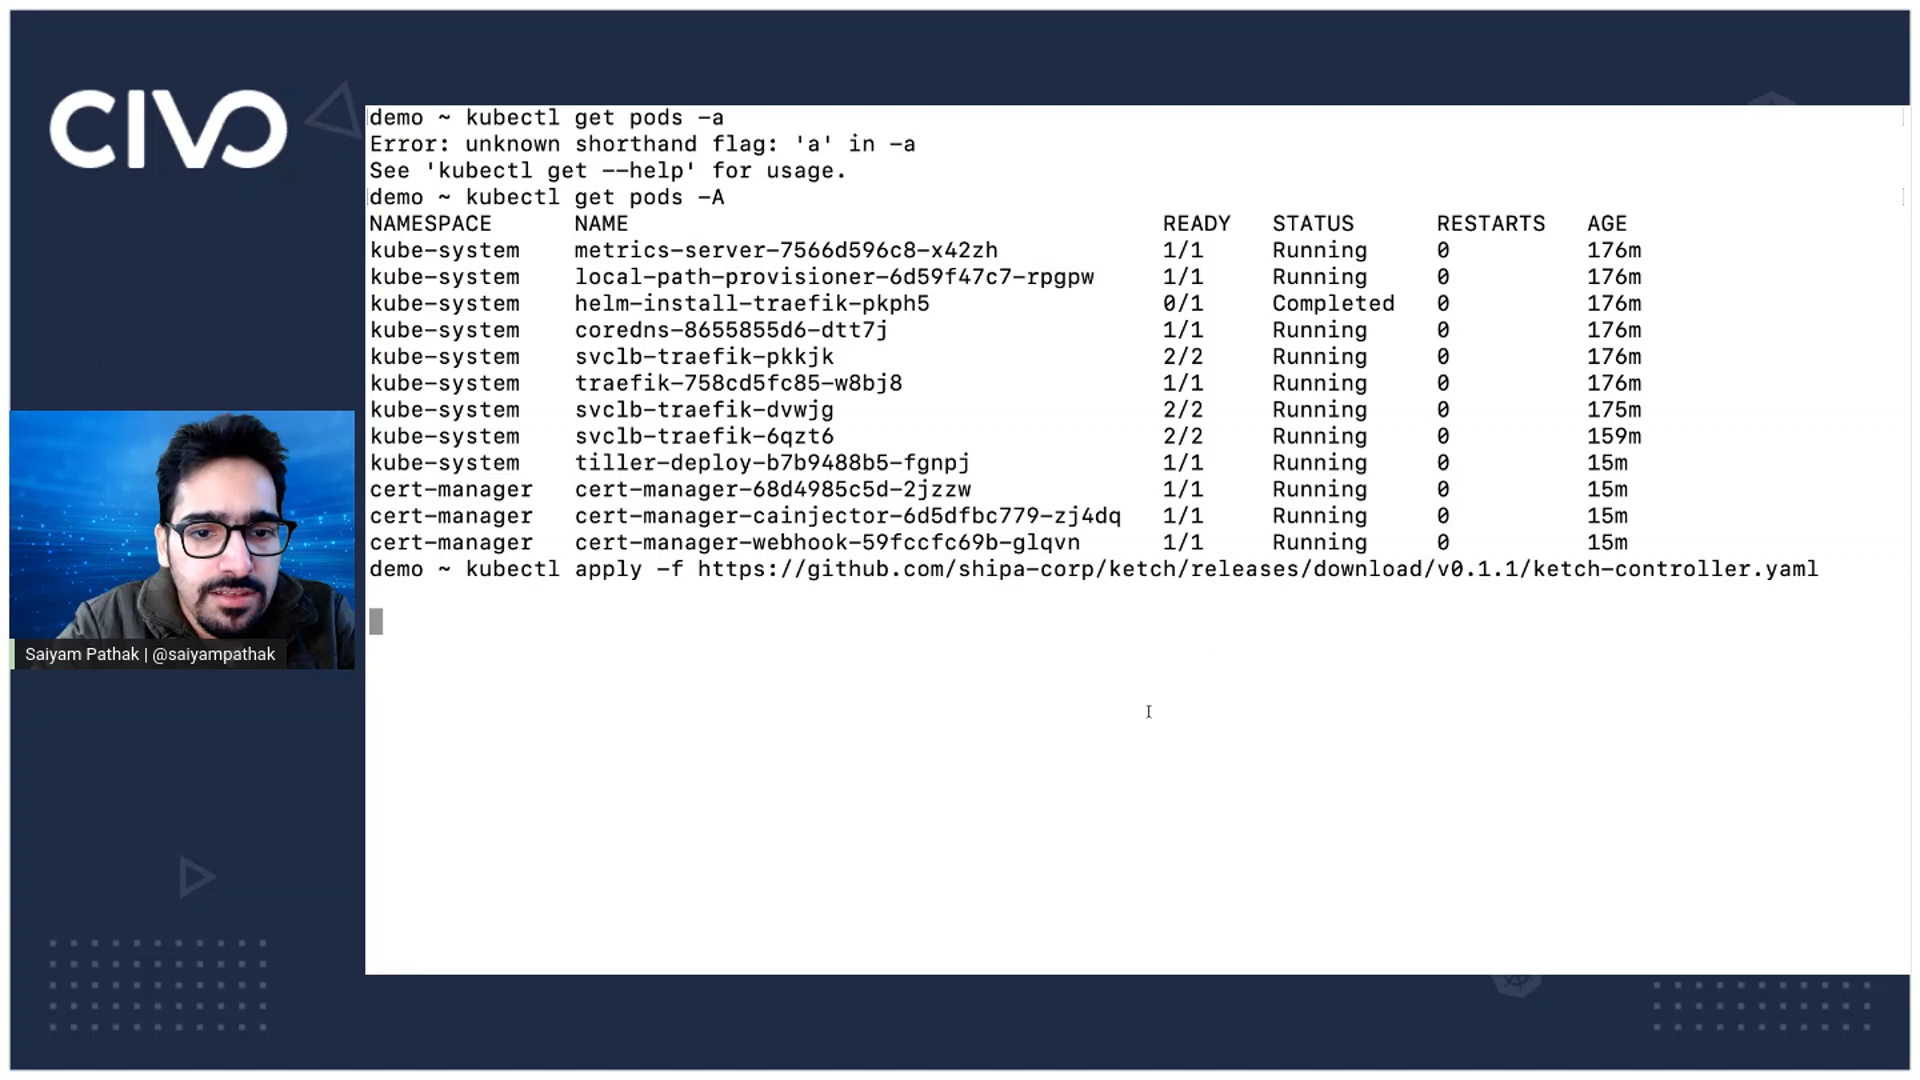 CIVO
demo ~ kubectl get pods -a
Error: unknown shorthand flag: 'a' in -a
See 'kubectl get --help' for usage.
demo ~ kubectl get pods -A
NAMESPACE NAME READY STATUS RESTARTS AGE
kube-system metrics-server-7566d596c8-x42zh 1/1 Running 0 176m
kube-system local-path-provisioner-6d59f47c7-rpgpw 1/1 Running 0 176m
kube-system helm-install-traefik-pkph5 0/1 Completed 0 176m
kube-system coredns-8655855d6-dtt7j 1/1 Running 0 176m
kube-system svclb-traefik-pkkjk 2/2 Running 0 176m
kube-system traefik-758cd5fc85-w8bj8 1/1 Running 0 176m
kube-system svclb-traefik-dvwjg 2/2 Running 0 175m
kube-system svclb-traefik-6qzt6 2/2 Running 0 159m
kube-system tiller-deploy-b7b9488b5-fgnpj 1/1 Running 0 15m
cert-manager cert-manager-68d4985c5d-2jzzw 1/1 Running 0 15m
cert-manager cert-manager-cainjector-6d5dfbc779-zj4dq 1/1 Running 0 15m
cert-manager cert-manager-webhook-59fccfc69b-glqvn 1/1 Running 0 15m
demo ~ kubectl apply -f https://github.com/shipa-corp/ketch/releases/download/v0.1.1/ketch-controller.yaml
Saiyam Pathak | @saiyampathak